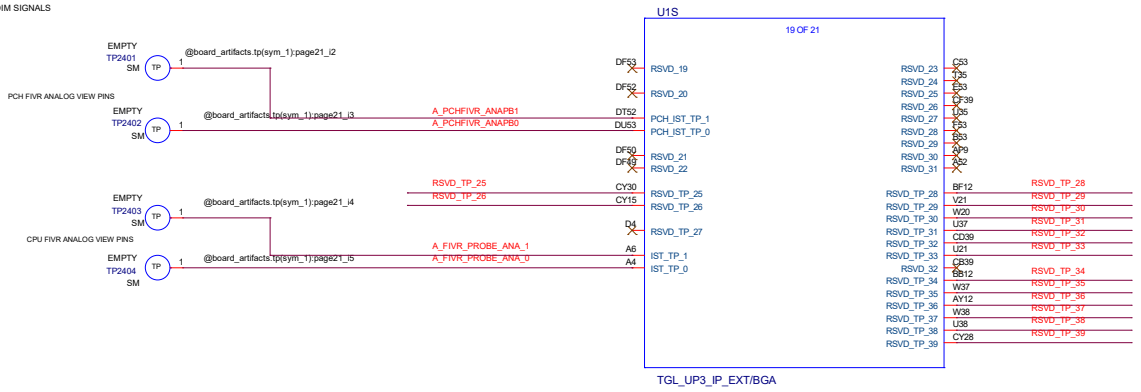 DIM SIGNALS
U1S
19 OF 21
EMPTY
TP2401
SM
TP
1
@board_artifacts.tp(sym_1):page21_i2
PCH FIVR ANALOG VIEW PINS
EMPTY
TP2402
SM
TP
1
@board_artifacts.tp(sym_1):page21_i3
A_PCHFIVR_ANAPB1
A_PCHFIVR_ANAPB0
RSVD_TP_25
RSVD_TP_26
EMPTY
TP2403
SM
TP
1
@board_artifacts.tp(sym_1):page21_i4
CPU FIVR ANALOG VIEW PINS
A_FIVR_PROBE_ANA_1
EMPTY
TP2404
SM
TP
1
@board_artifacts.tp(sym_1):page21_i5
A_FIVR_PROBE_ANA_0
DF53 RSVD_19
DF52 RSVD_20
DT52 PCH_IST_TP_1
DU53 PCH_IST_TP_0
DF50 RSVD_21
DF49 RSVD_22
CY30 RSVD_TP_25
CY15 RSVD_TP_26
D4 RSVD_TP_27
A6 IST_TP_1
A4 IST_TP_0
RSVD_23 C53
RSVD_24
RSVD_25 E53
RSVD_26 CF39
RSVD_27 U35
RSVD_28 F53
RSVD_29 B53
RSVD_30 AP9
RSVD_31 A52
RSVD_TP_28 BF12 RSVD_TP_28
RSVD_TP_29 V21 RSVD_TP_29
RSVD_TP_30 W20 RSVD_TP_30
RSVD_TP_31 U37 RSVD_TP_31
RSVD_TP_32 CD39 RSVD_TP_32
RSVD_TP_33 U21 RSVD_TP_33
RSVD_32 CB39
RSVD_TP_34 BB12 RSVD_TP_34
RSVD_TP_35 W37 RSVD_TP_35
RSVD_TP_36 AY12 RSVD_TP_36
RSVD_TP_37 W38 RSVD_TP_37
RSVD_TP_38 U38 RSVD_TP_38
RSVD_TP_39 CY28 RSVD_TP_39
TGL_UP3_IP_EXT/BGA